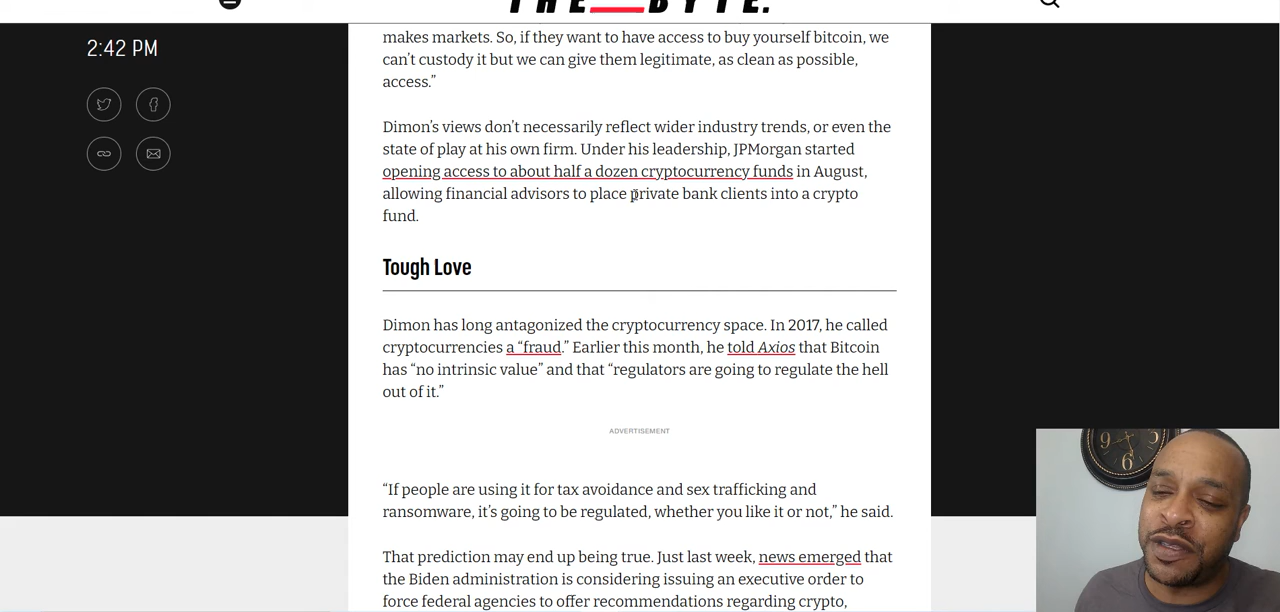 THE BYTE.
2:42 PM
makes markets. So, if they want to have access to buy yourself bitcoin, we
can’t custody it but we can give them legitimate, as clean as possible,
access.”
Dimon’s views don’t necessarily reflect wider industry trends, or even the
state of play at his own firm. Under his leadership, JPMorgan started
opening access to about half a dozen cryptocurrency funds in August,
allowing financial advisors to place private bank clients into a crypto
fund.
Tough Love
Dimon has long antagonized the cryptocurrency space. In 2017, he called
cryptocurrencies a “fraud.” Earlier this month, he told Axios that Bitcoin
has “no intrinsic value” and that “regulators are going to regulate the hell
out of it.”
ADVERTISEMENT
“If people are using it for tax avoidance and sex trafficking and
ransomware, it’s going to be regulated, whether you like it or not,” he said.
That prediction may end up being true. Just last week, news emerged that
the Biden administration is considering issuing an executive order to
force federal agencies to offer recommendations regarding crypto,
9
3
6